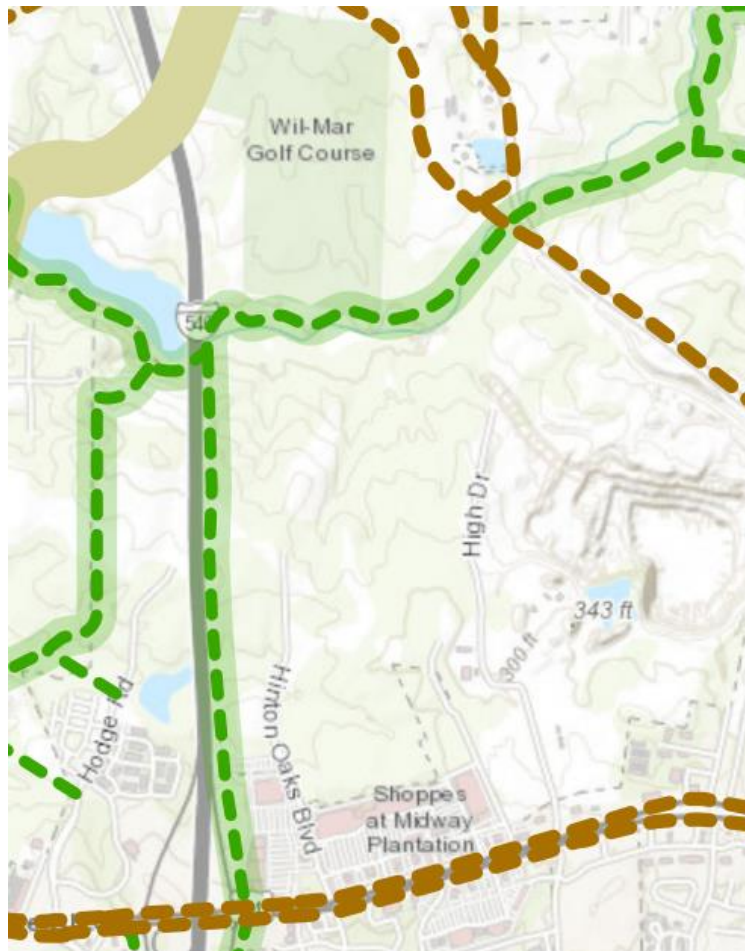 Wil-Mar
Golf Course
540
High Dr
343 ft
300 ft
Hodge Rd
Hinton Oaks Blvd
Shoppes
at Midway
Plantation